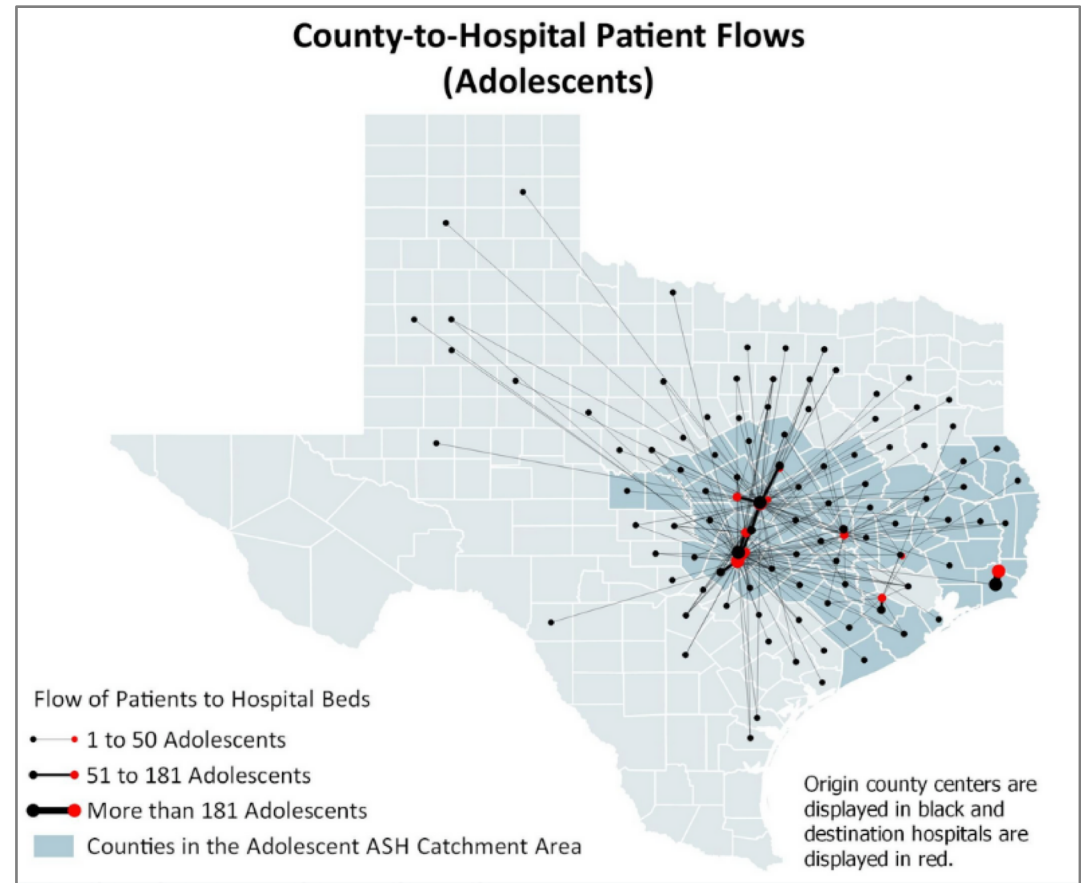 County-to-Hospital Patient Flows
(Adolescents)
Flow of Patients to Hospital Beds
1 to 50 Adolescents
51 to 181 Adolescents
More than 181 Adolescents
Counties in the Adolescent ASH Catchment Area
Origin county centers are
displayed in black and
destination hospitals are
displayed in red.